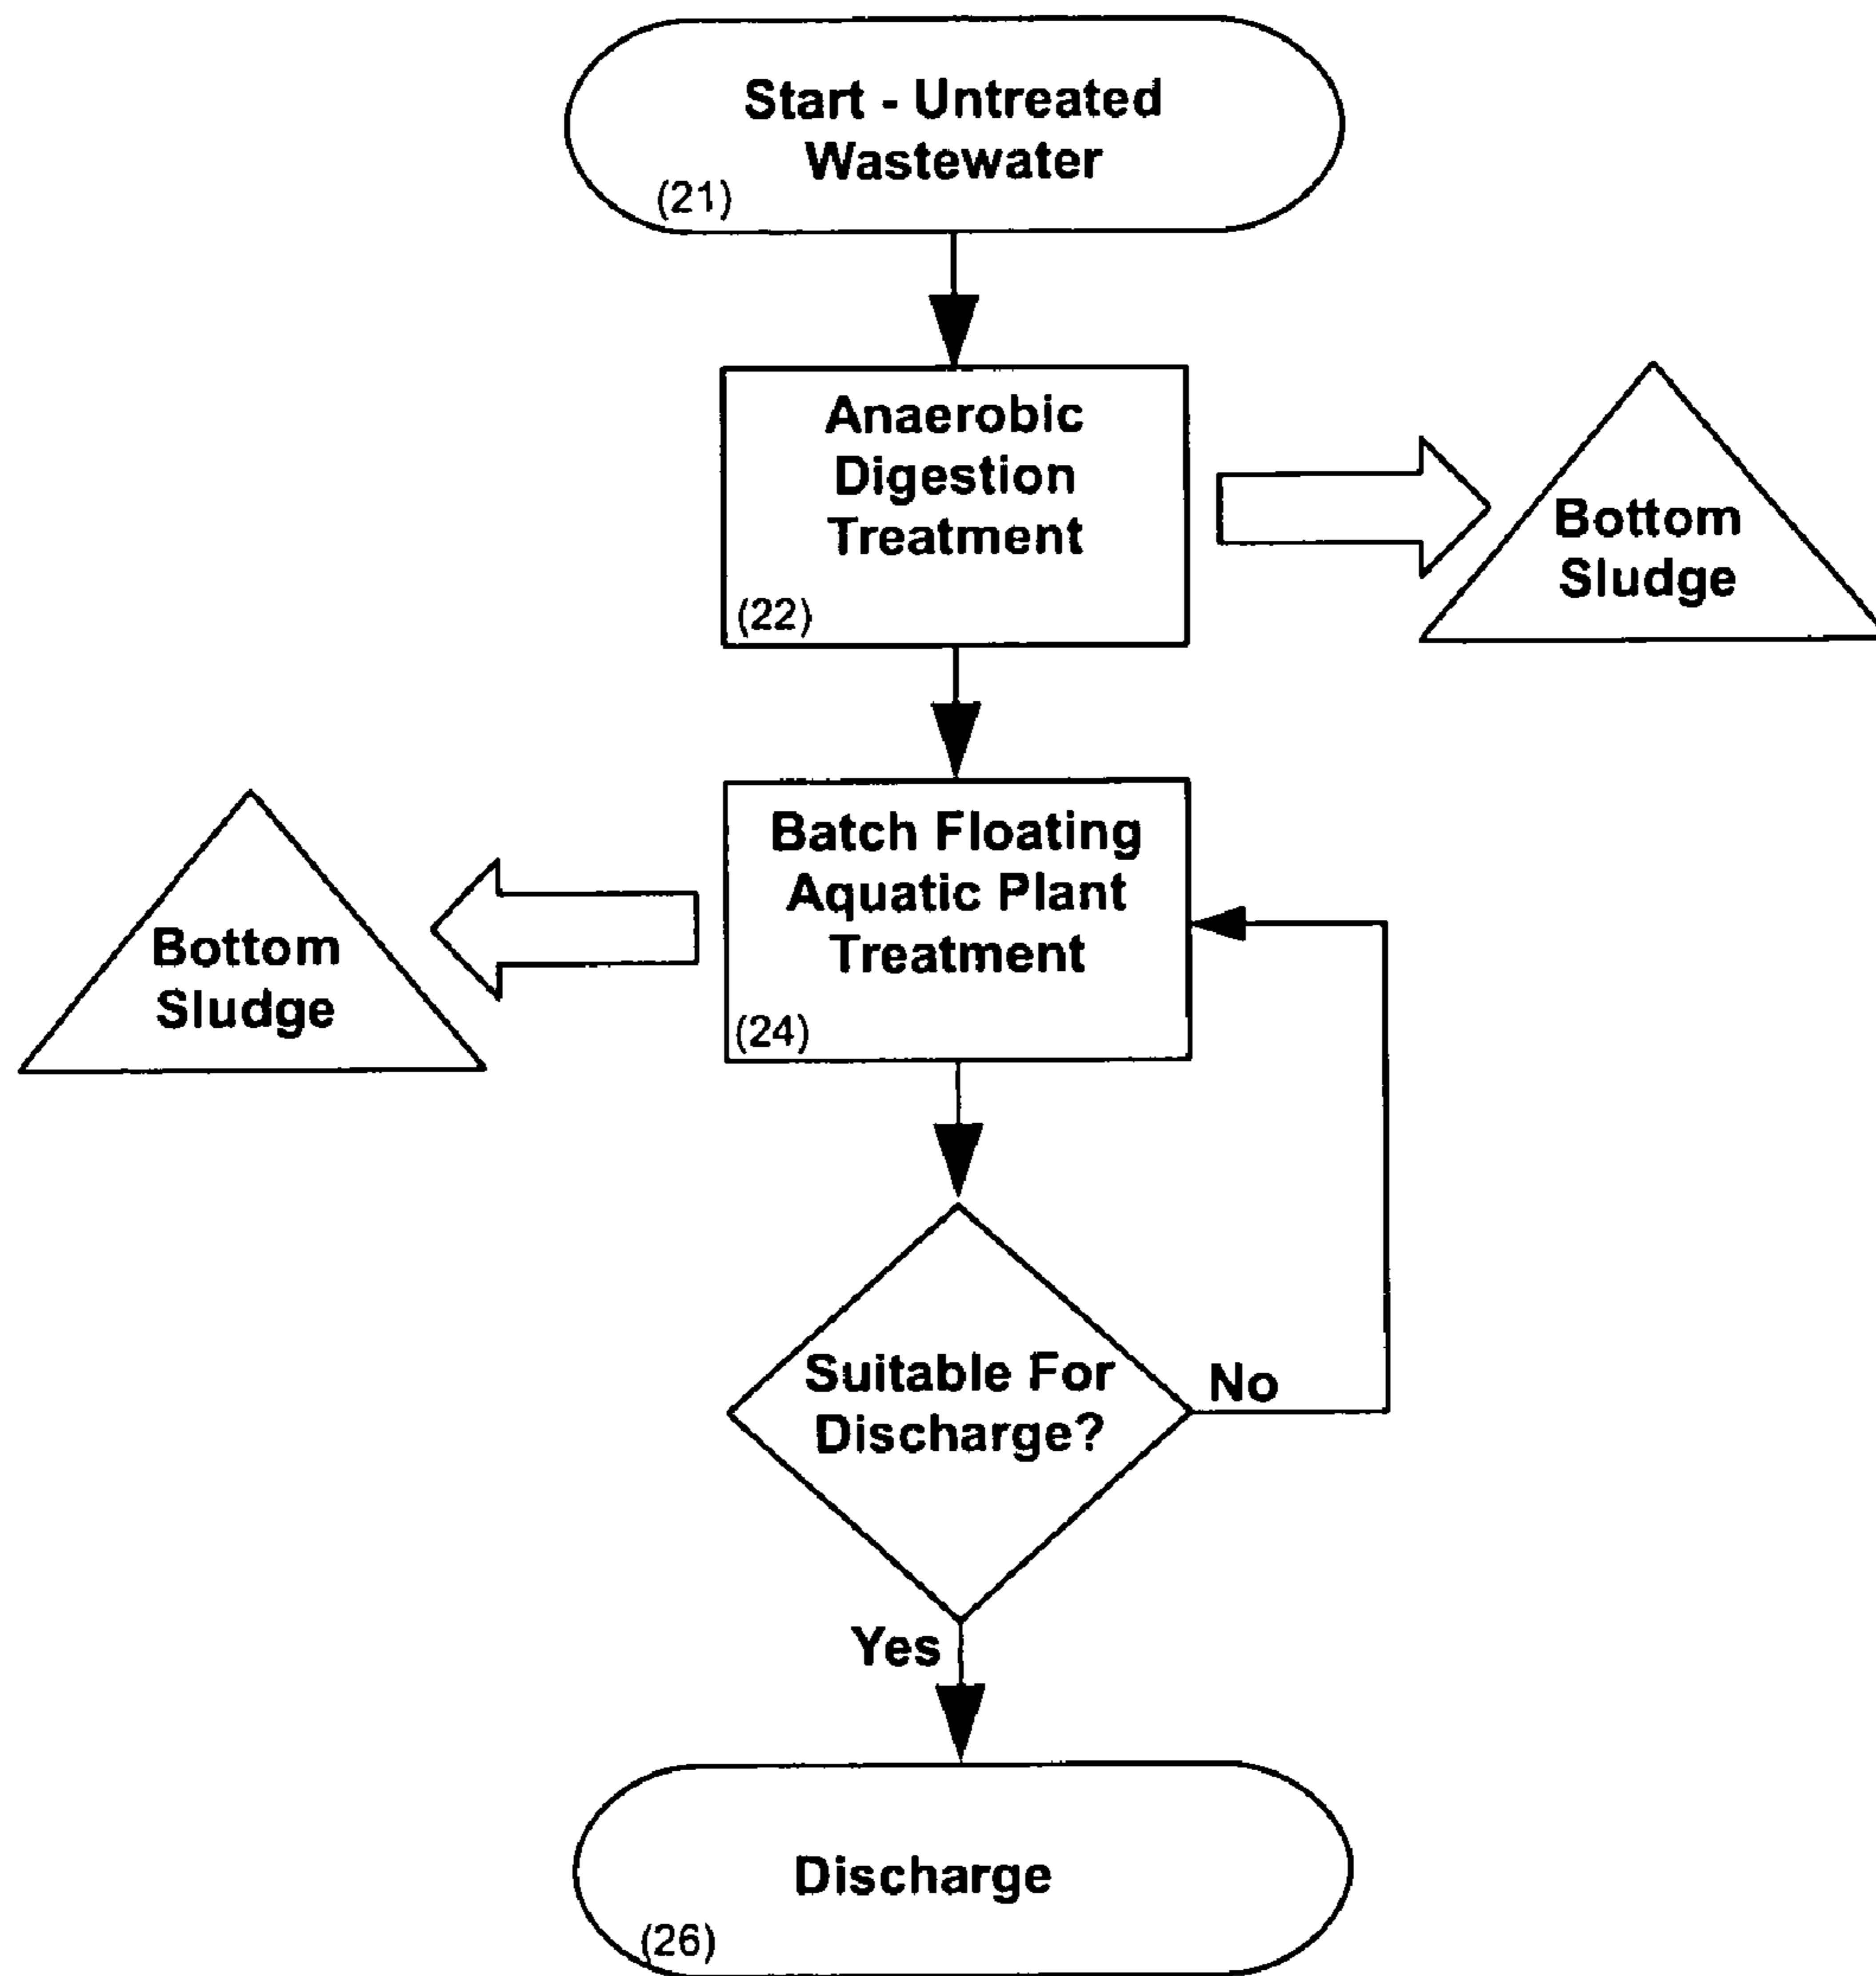 Start - Untreated
Wastewater
(21)
Anaerobic
Digestion
Treatment
(22)
Bottom
Sludge
Batch Floating
Aquatic Plant
Treatment
(24)
Bottom
Sludge
Suitable For
Discharge?
No
Yes
Discharge
(26)